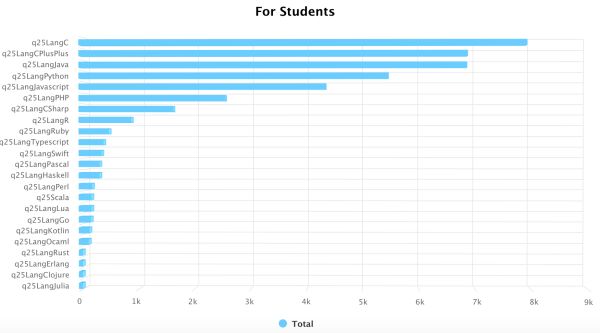 For Students
q25LangC
q25LangCPlusPlus
q25LangJava
q25LangPython
q25LangJavascript
q25LangPHP
q25LangCSharp
q25LangR
q25LangRuby
q25LangTypescript
q25LangSwift
q25LangPascal
q25LangHaskell
q25LangPerl
q25Scala
q25LangLua
q25LangGo
q25LangKotlin
q25LangOcaml
q25LangRust
q25LangErlang
q25LangClojure
q25LangJulia
0 1k 2k 3k 4k 5k 6k 7k 8k 9k
Total